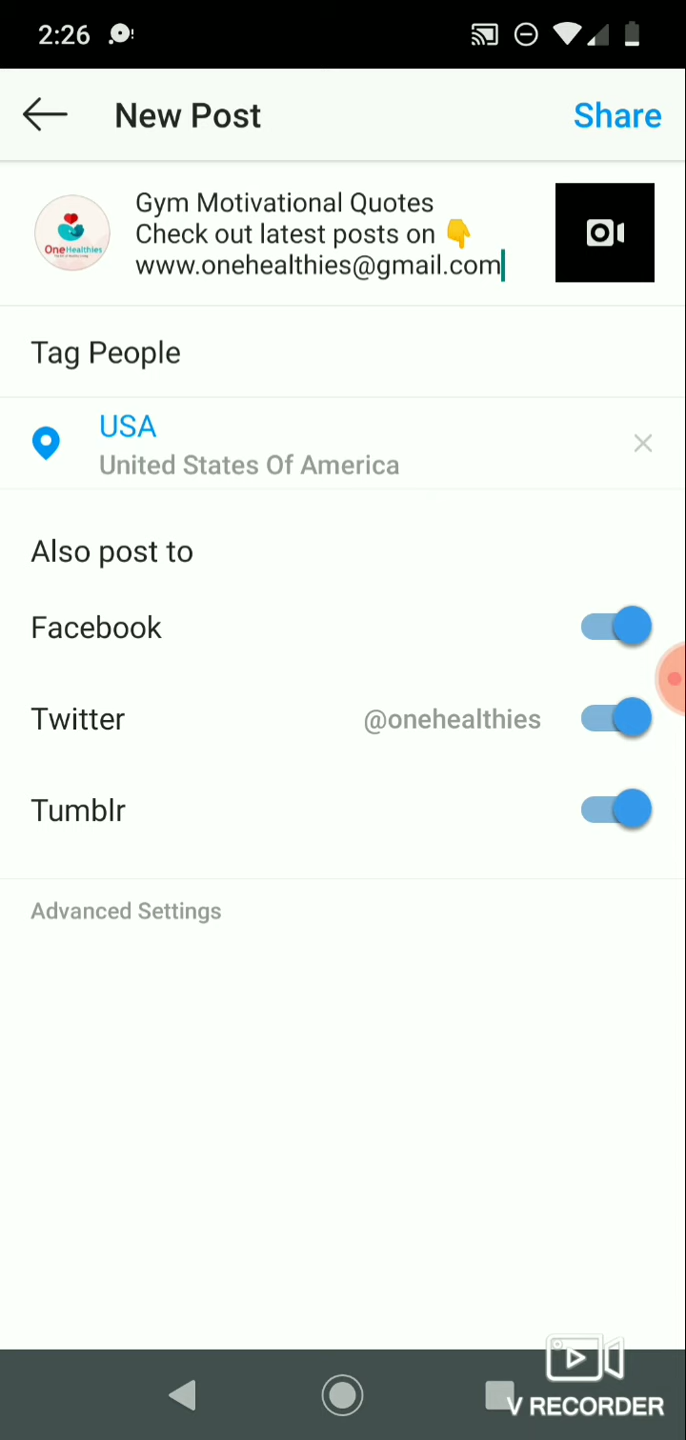 2:26
New Post
Share
Gym Motivational Quotes
Check out latest posts on 👇
www.onehealthies@gmail.com
OneHealthies
Tag People
USA
United States Of America
Also post to
Facebook
Twitter @onehealthies
Tumblr
Advanced Settings
V RECORDER